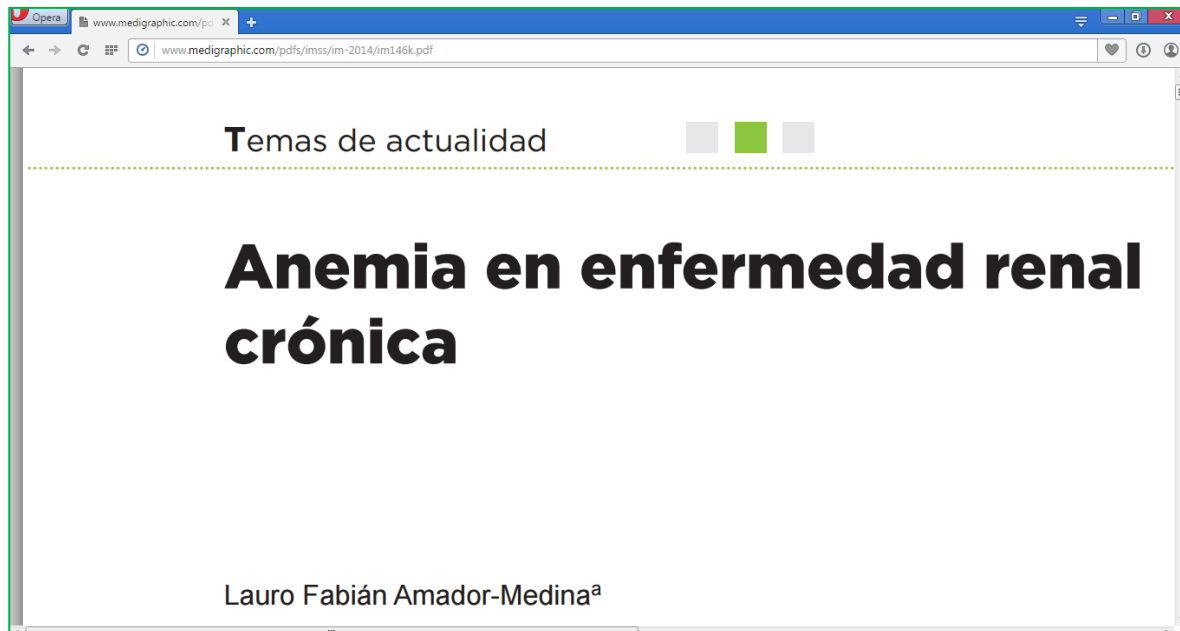 Opera
www.medigraphic.com/pd
www.medigraphic.com/pdfs/imss/im-2014/im146k.pdf
Temas de actualidad
Anemia en enfermedad renal
crónica
Lauro Fabián Amador-Medinaª